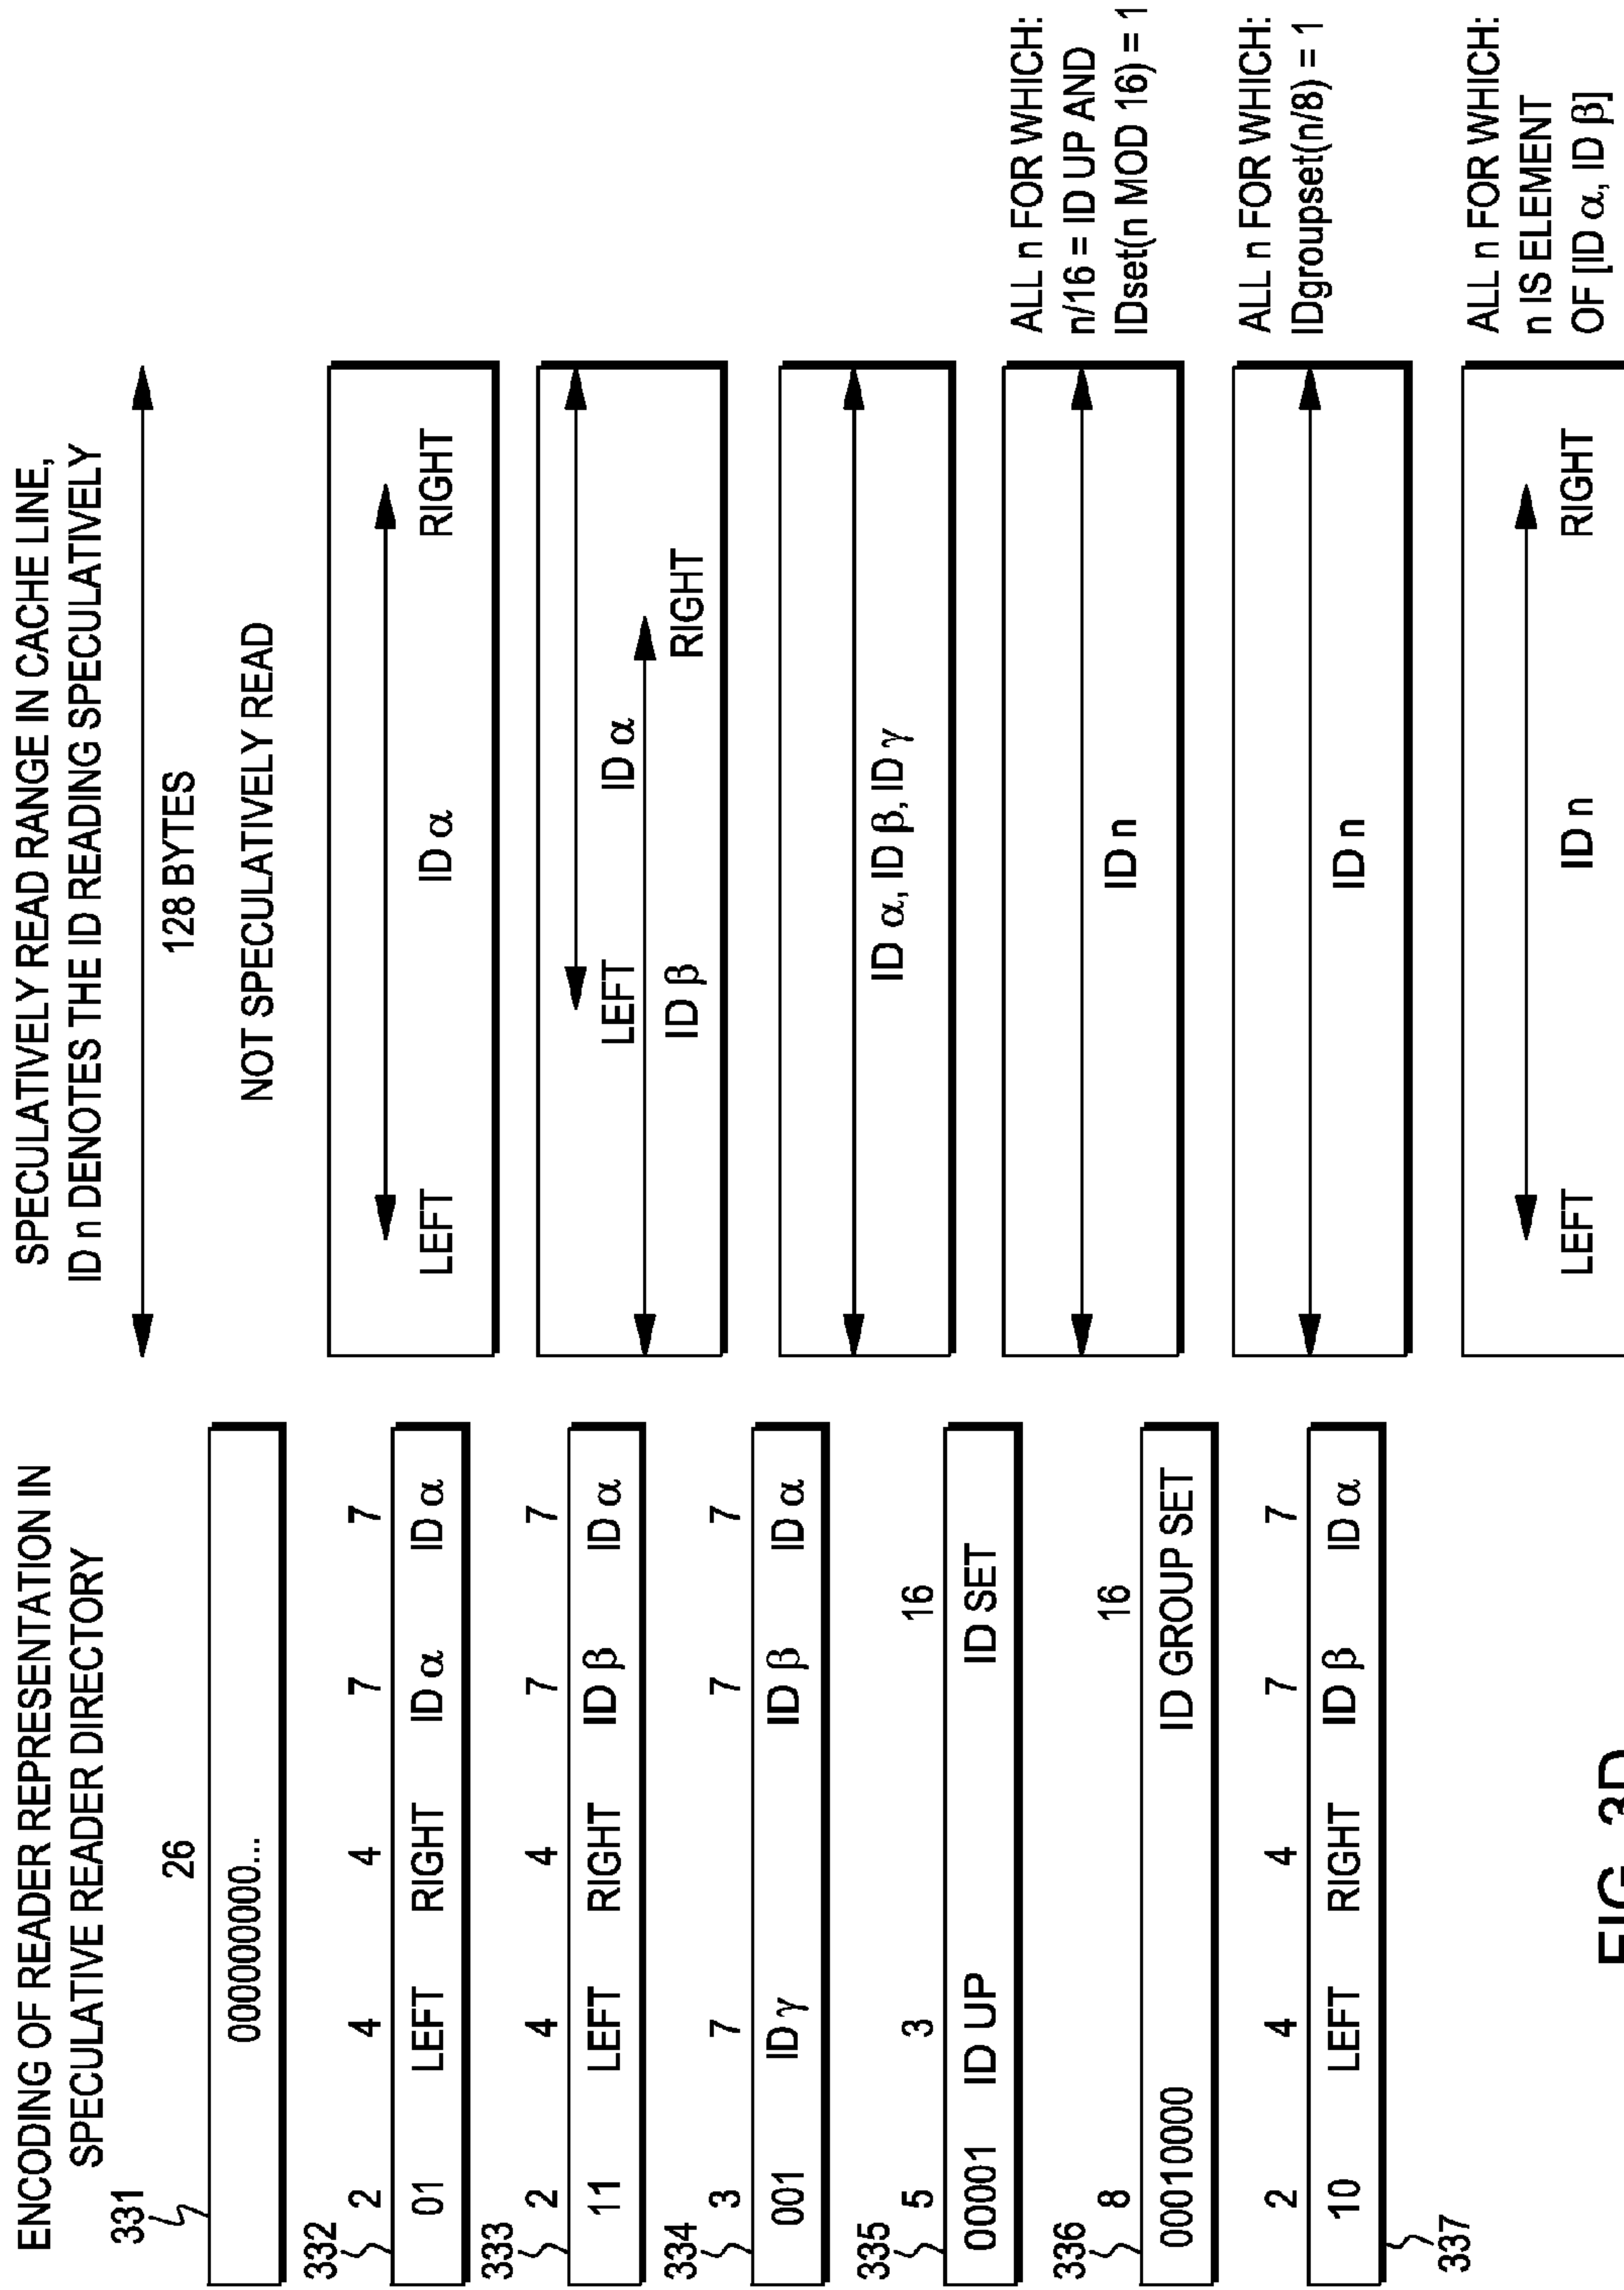 ENCODING OF READER REPRESENTATION IN
SPECULATIVE READER DIRECTORY
SPECULATIVELY READ RANGE IN CACHE LINE,
ID n DENOTES THE ID READING SPECULATIVELY
128 BYTES
331
26
000000000...
NOT SPECULATIVELY READ
332
2 4 4 7 7
01 LEFT RIGHT ID α ID α
LEFT ID α RIGHT
333
2 4 4 7 7
11 LEFT RIGHT ID β ID α
LEFT ID α
ID β RIGHT
334
3 7 7 7
001 ID γ ID β ID α
ID α, ID β, ID γ
335
5 3 16
00001 ID UP ID SET
ID n
ALL n FOR WHICH:
n/16 = ID UP AND
IDset(n MOD 16) = 1
336
8 16
00010000 ID GROUP SET
ID n
ALL n FOR WHICH:
IDgroupset(n/8) = 1
2 4 4 7 7
10 LEFT RIGHT ID β ID α
337
LEFT ID n RIGHT
ALL n FOR WHICH:
n IS ELEMENT
OF [ID α, ID β]
FIG. 3D